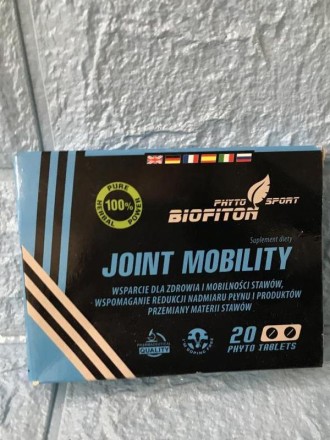 PURE
100%
HERBAL POWER
PHYTO SPORT
BIOFITON
Suplement diety
JOINT MOBILITY
WSPARCIE DLA ZDROWIA I MOBILNOŚCI STAWÓW,
WSPOMAGANIE REDUKCJI NADMIARU PŁYNU I PRODUKTÓW
PRZEMIANY MATERII STAWÓW
QUALITY
20
PHYTO TABLETS